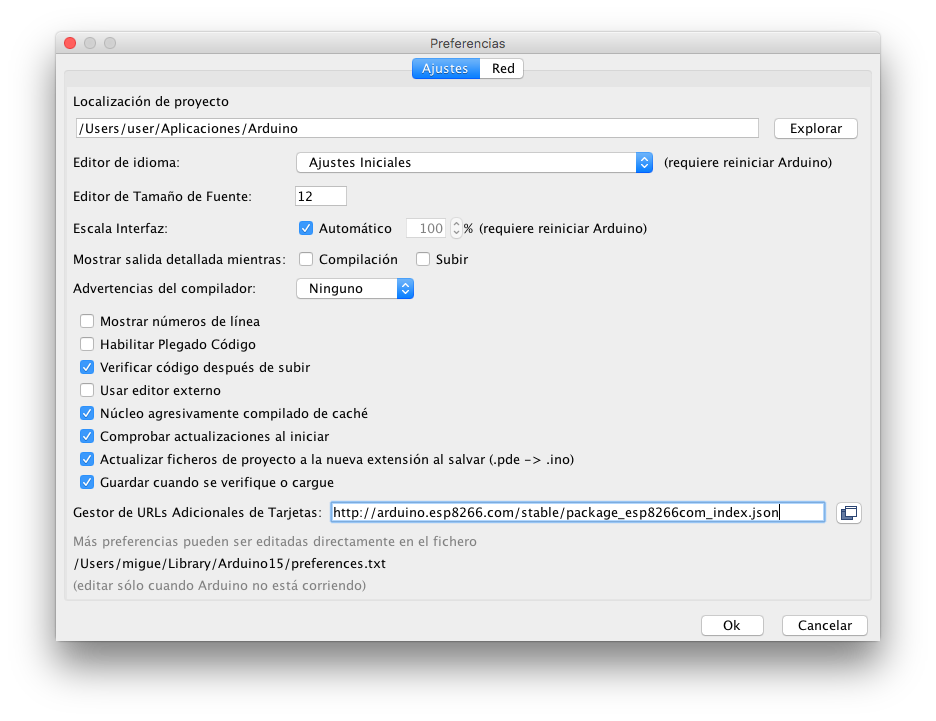 Preferencias
Ajustes Red
Localización de proyecto
/Users/user/Aplicaciones/Arduino Explorar
Editor de idioma: Ajustes Iniciales (requiere reiniciar Arduino)
Editor de Tamaño de Fuente: 12
Escala Interfaz: Automático 100 % (requiere reiniciar Arduino)
Mostrar salida detallada mientras: Compilación Subir
Advertencias del compilador: Ninguno
Mostrar números de línea
Habilitar Plegado Código
Verificar código después de subir
Usar editor externo
Núcleo agresivamente compilado de caché
Comprobar actualizaciones al iniciar
Actualizar ficheros de proyecto a la nueva extensión al salvar (.pde -> .ino)
Guardar cuando se verifique o cargue
Gestor de URLs Adicionales de Tarjetas: http://arduino.esp8266.com/stable/package_esp8266com_index.json
Más preferencias pueden ser editadas directamente en el fichero
/Users/migue/Library/Arduino15/preferences.txt
(editar sólo cuando Arduino no está corriendo)
Ok Cancelar